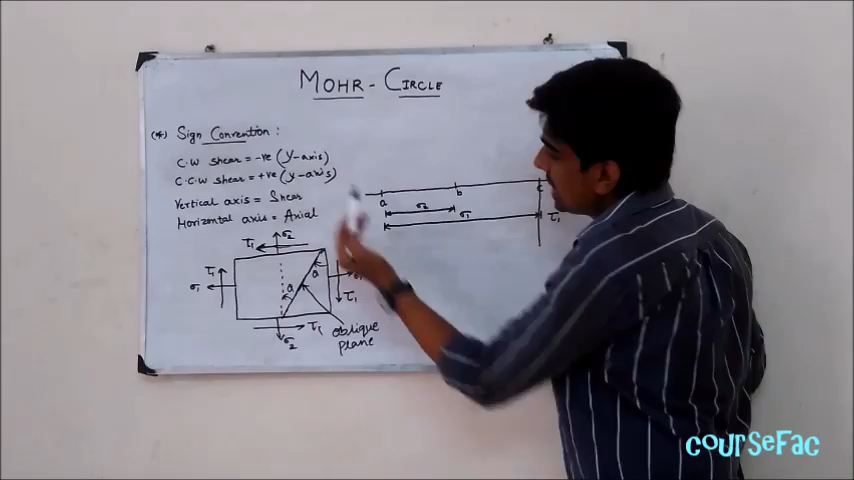 MOHR - CIRCLE
(*) Sign Convention :
C.W shear = -ve (y-axis)
C.C.W shear = +ve (y-axis)
Vertical axis = Shear
Horizontal axis = Axial
a b c
σ2
σ1
τ1
τ1 σ2
τ1
σ1
a
a
τ1
τ1
σ2
oblique
plane
courseFac